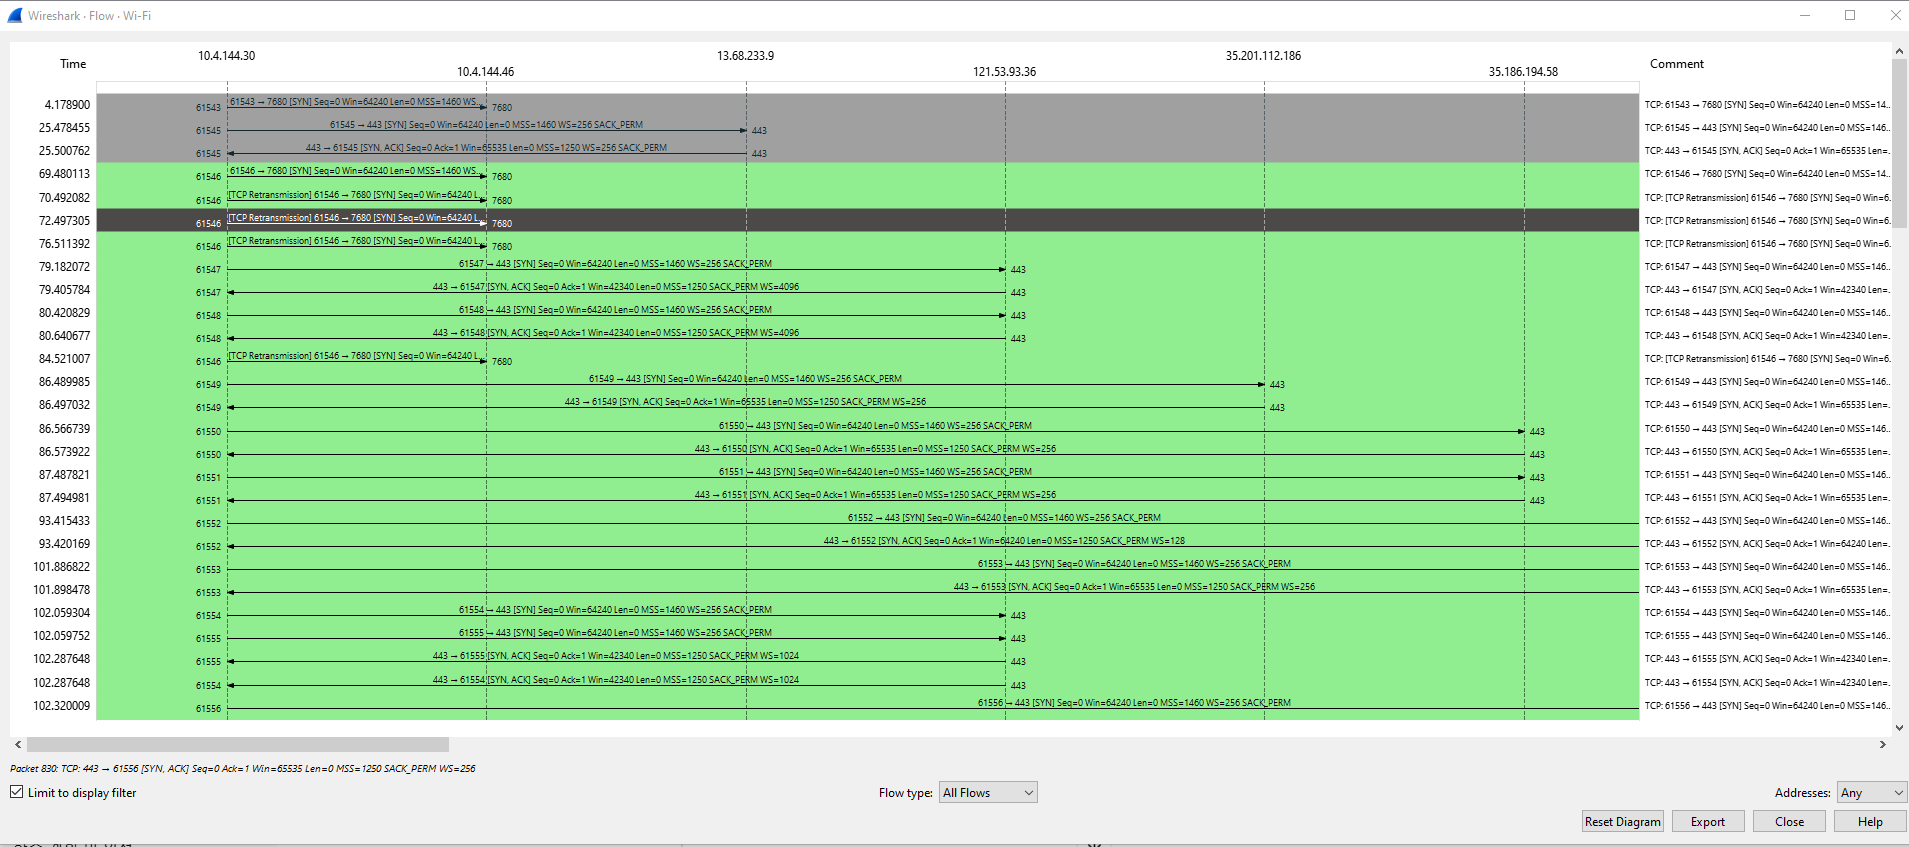 Wireshark · Flow · Wi-Fi
Time
10.4.144.30
10.4.144.46
13.68.233.9
121.53.93.36
35.201.112.186
35.186.194.58
Comment
4.178900 61543 61543 → 7680 [SYN] Seq=0 Win=64240 Len=0 MSS=1460 WS... 7680 TCP: 61543 → 7680 [SYN] Seq=0 Win=64240 Len=0 MSS=14...
25.478455 61545 61545 → 443 [SYN] Seq=0 Win=64240 Len=0 MSS=1460 WS=256 SACK_PERM 443 TCP: 61545 → 443 [SYN] Seq=0 Win=64240 Len=0 MSS=146...
25.500762 61545 443 → 61545 [SYN, ACK] Seq=0 Ack=1 Win=65535 Len=0 MSS=1250 WS=256 SACK_PERM 443 TCP: 443 → 61545 [SYN, ACK] Seq=0 Ack=1 Win=65535 Len=...
69.480113 61546 61546 → 7680 [SYN] Seq=0 Win=64240 Len=0 MSS=1460 WS... 7680 TCP: 61546 → 7680 [SYN] Seq=0 Win=64240 Len=0 MSS=14...
70.492082 61546 [TCP Retransmission] 61546 → 7680 [SYN] Seq=0 Win=64240 L... 7680 TCP: [TCP Retransmission] 61546 → 7680 [SYN] Seq=0 Win=6...
72.497305 61546 [TCP Retransmission] 61546 → 7680 [SYN] Seq=0 Win=64240 L... 7680 TCP: [TCP Retransmission] 61546 → 7680 [SYN] Seq=0 Win=6...
76.511392 61546 [TCP Retransmission] 61546 → 7680 [SYN] Seq=0 Win=64240 L... 7680 TCP: [TCP Retransmission] 61546 → 7680 [SYN] Seq=0 Win=6...
79.182072 61547 61547 → 443 [SYN] Seq=0 Win=64240 Len=0 MSS=1460 WS=256 SACK_PERM 443 TCP: 61547 → 443 [SYN] Seq=0 Win=64240 Len=0 MSS=146...
79.405784 61547 443 → 61547 [SYN, ACK] Seq=0 Ack=1 Win=42340 Len=0 MSS=1250 SACK_PERM WS=4096 443 TCP: 443 → 61547 [SYN, ACK] Seq=0 Ack=1 Win=42340 Len=...
80.420829 61548 61548 → 443 [SYN] Seq=0 Win=64240 Len=0 MSS=1460 WS=256 SACK_PERM 443 TCP: 61548 → 443 [SYN] Seq=0 Win=64240 Len=0 MSS=146...
80.640677 61548 443 → 61548 [SYN, ACK] Seq=0 Ack=1 Win=42340 Len=0 MSS=1250 SACK_PERM WS=4096 443 TCP: 443 → 61548 [SYN, ACK] Seq=0 Ack=1 Win=42340 Len=...
84.521007 61546 [TCP Retransmission] 61546 → 7680 [SYN] Seq=0 Win=64240 L... 7680 TCP: [TCP Retransmission] 61546 → 7680 [SYN] Seq=0 Win=6...
86.489985 61549 61549 → 443 [SYN] Seq=0 Win=64240 Len=0 MSS=1460 WS=256 SACK_PERM 443 TCP: 61549 → 443 [SYN] Seq=0 Win=64240 Len=0 MSS=146...
86.497032 61549 443 → 61549 [SYN, ACK] Seq=0 Ack=1 Win=65535 Len=0 MSS=1250 SACK_PERM WS=256 443 TCP: 443 → 61549 [SYN, ACK] Seq=0 Ack=1 Win=65535 Len=...
86.566739 61550 61550 → 443 [SYN] Seq=0 Win=64240 Len=0 MSS=1460 WS=256 SACK_PERM 443 TCP: 61550 → 443 [SYN] Seq=0 Win=64240 Len=0 MSS=146...
86.573922 61550 443 → 61550 [SYN, ACK] Seq=0 Ack=1 Win=65535 Len=0 MSS=1250 SACK_PERM WS=256 443 TCP: 443 → 61550 [SYN, ACK] Seq=0 Ack=1 Win=65535 Len=...
87.487821 61551 61551 → 443 [SYN] Seq=0 Win=64240 Len=0 MSS=1460 WS=256 SACK_PERM 443 TCP: 61551 → 443 [SYN] Seq=0 Win=64240 Len=0 MSS=146...
87.494981 61551 443 → 61551 [SYN, ACK] Seq=0 Ack=1 Win=65535 Len=0 MSS=1250 SACK_PERM WS=256 443 TCP: 443 → 61551 [SYN, ACK] Seq=0 Ack=1 Win=65535 Len=...
93.415433 61552 61552 → 443 [SYN] Seq=0 Win=64240 Len=0 MSS=1460 WS=256 SACK_PERM TCP: 61552 → 443 [SYN] Seq=0 Win=64240 Len=0 MSS=146...
93.420169 61552 443 → 61552 [SYN, ACK] Seq=0 Ack=1 Win=64240 Len=0 MSS=1250 SACK_PERM WS=128 TCP: 443 → 61552 [SYN, ACK] Seq=0 Ack=1 Win=64240 Len=...
101.886822 61553 61553 → 443 [SYN] Seq=0 Win=64240 Len=0 MSS=1460 WS=256 SACK_PERM TCP: 61553 → 443 [SYN] Seq=0 Win=64240 Len=0 MSS=146...
101.898478 61553 443 → 61553 [SYN, ACK] Seq=0 Ack=1 Win=65535 Len=0 MSS=1250 SACK_PERM WS=256 TCP: 443 → 61553 [SYN, ACK] Seq=0 Ack=1 Win=65535 Len=...
102.059304 61554 61554 → 443 [SYN] Seq=0 Win=64240 Len=0 MSS=1460 WS=256 SACK_PERM 443 TCP: 61554 → 443 [SYN] Seq=0 Win=64240 Len=0 MSS=146...
102.059752 61555 61555 → 443 [SYN] Seq=0 Win=64240 Len=0 MSS=1460 WS=256 SACK_PERM 443 TCP: 61555 → 443 [SYN] Seq=0 Win=64240 Len=0 MSS=146...
102.287648 61555 443 → 61555 [SYN, ACK] Seq=0 Ack=1 Win=42340 Len=0 MSS=1250 SACK_PERM WS=1024 443 TCP: 443 → 61555 [SYN, ACK] Seq=0 Ack=1 Win=42340 Len=...
102.287648 61554 443 → 61554 [SYN, ACK] Seq=0 Ack=1 Win=42340 Len=0 MSS=1250 SACK_PERM WS=1024 443 TCP: 443 → 61554 [SYN, ACK] Seq=0 Ack=1 Win=42340 Len=...
102.320009 61556 61556 → 443 [SYN] Seq=0 Win=64240 Len=0 MSS=1460 WS=256 SACK_PERM TCP: 61556 → 443 [SYN] Seq=0 Win=64240 Len=0 MSS=146...
Packet 830: TCP: 443 → 61556 [SYN, ACK] Seq=0 Ack=1 Win=65535 Len=0 MSS=1250 SACK_PERM WS=256
Limit to display filter
Flow type: All Flows
Addresses: Any
Reset Diagram Export Close Help